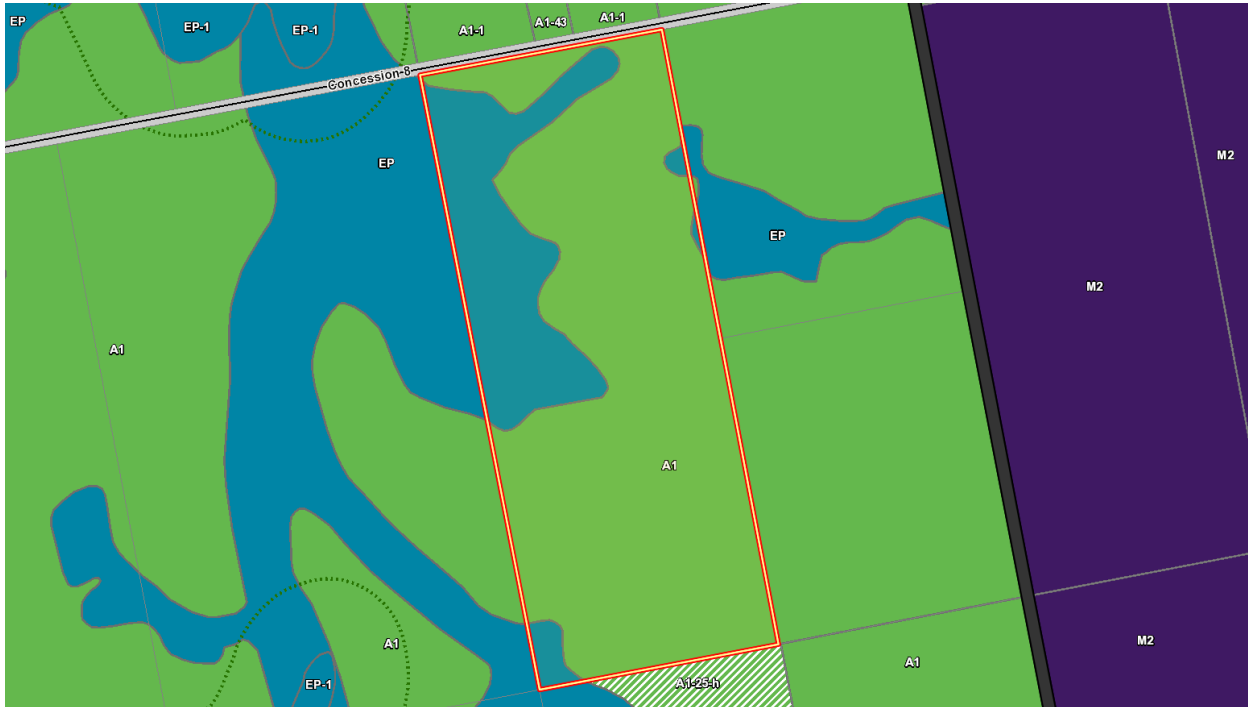 EP
EP-1
EP-1
A1-1
A1-43
A1-1
Concession-8
EP
M2
EP
M2
A1
A1
A1
A1
M2
EP-1
A1-25-h